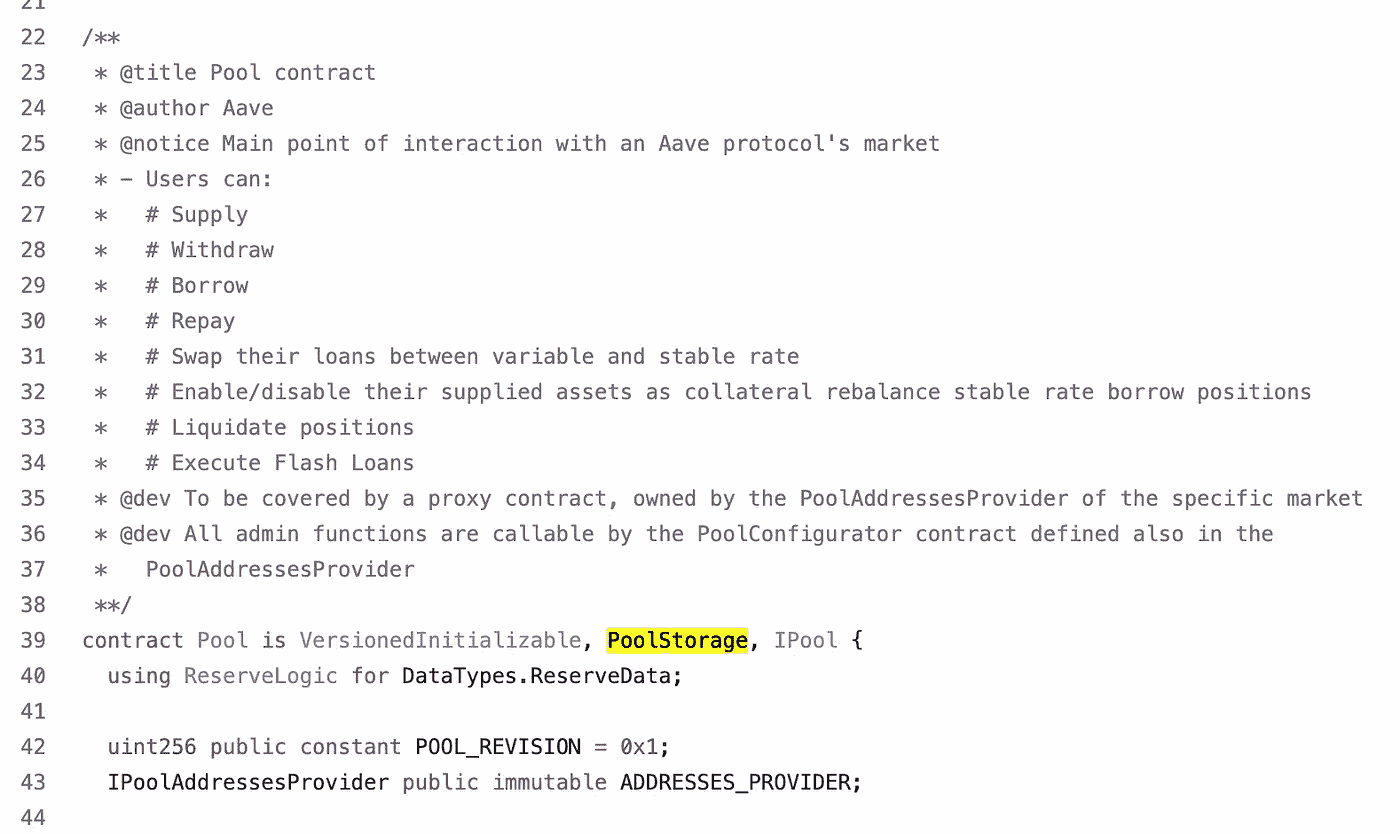 21
22 /**
23  * @title Pool contract
24  * @author Aave
25  * @notice Main point of interaction with an Aave protocol's market
26  * - Users can:
27  *   # Supply
28  *   # Withdraw
29  *   # Borrow
30  *   # Repay
31  *   # Swap their loans between variable and stable rate
32  *   # Enable/disable their supplied assets as collateral rebalance stable rate borrow positions
33  *   # Liquidate positions
34  *   # Execute Flash Loans
35  * @dev To be covered by a proxy contract, owned by the PoolAddressesProvider of the specific market
36  * @dev All admin functions are callable by the PoolConfigurator contract defined also in the
37  *   PoolAddressesProvider
38  **/
39 contract Pool is VersionedInitializable, PoolStorage, IPool {
40   using ReserveLogic for DataTypes.ReserveData;
41
42   uint256 public constant POOL_REVISION = 0x1;
43   IPoolAddressesProvider public immutable ADDRESSES_PROVIDER;
44